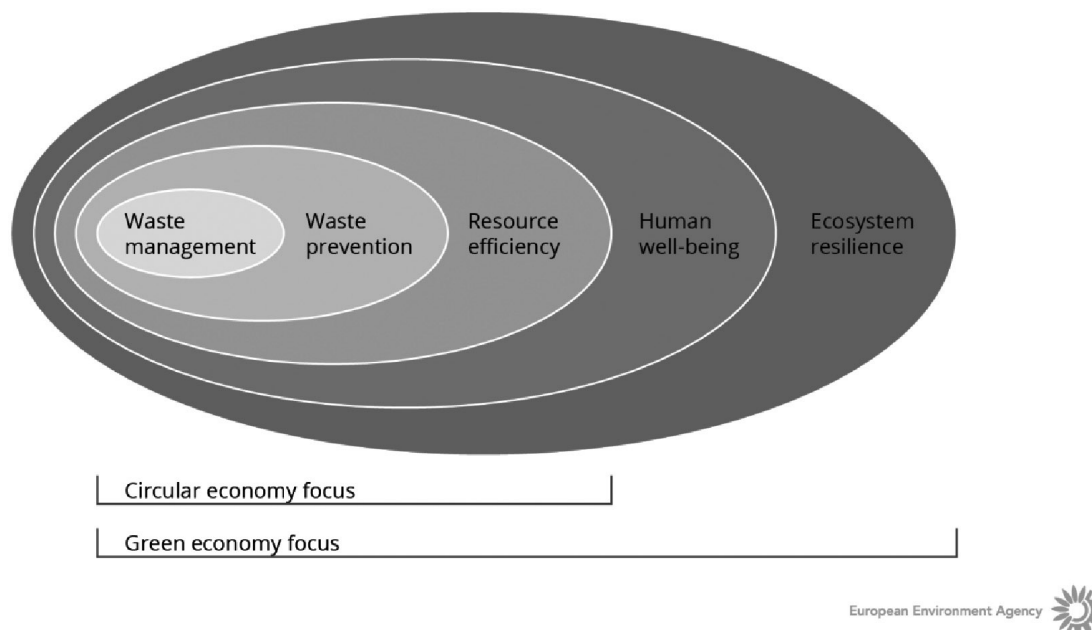 Waste
management
Waste
prevention
Resource
efficiency
Human
well-being
Ecosystem
resilience
Circular economy focus
Green economy focus
European Environment Agency